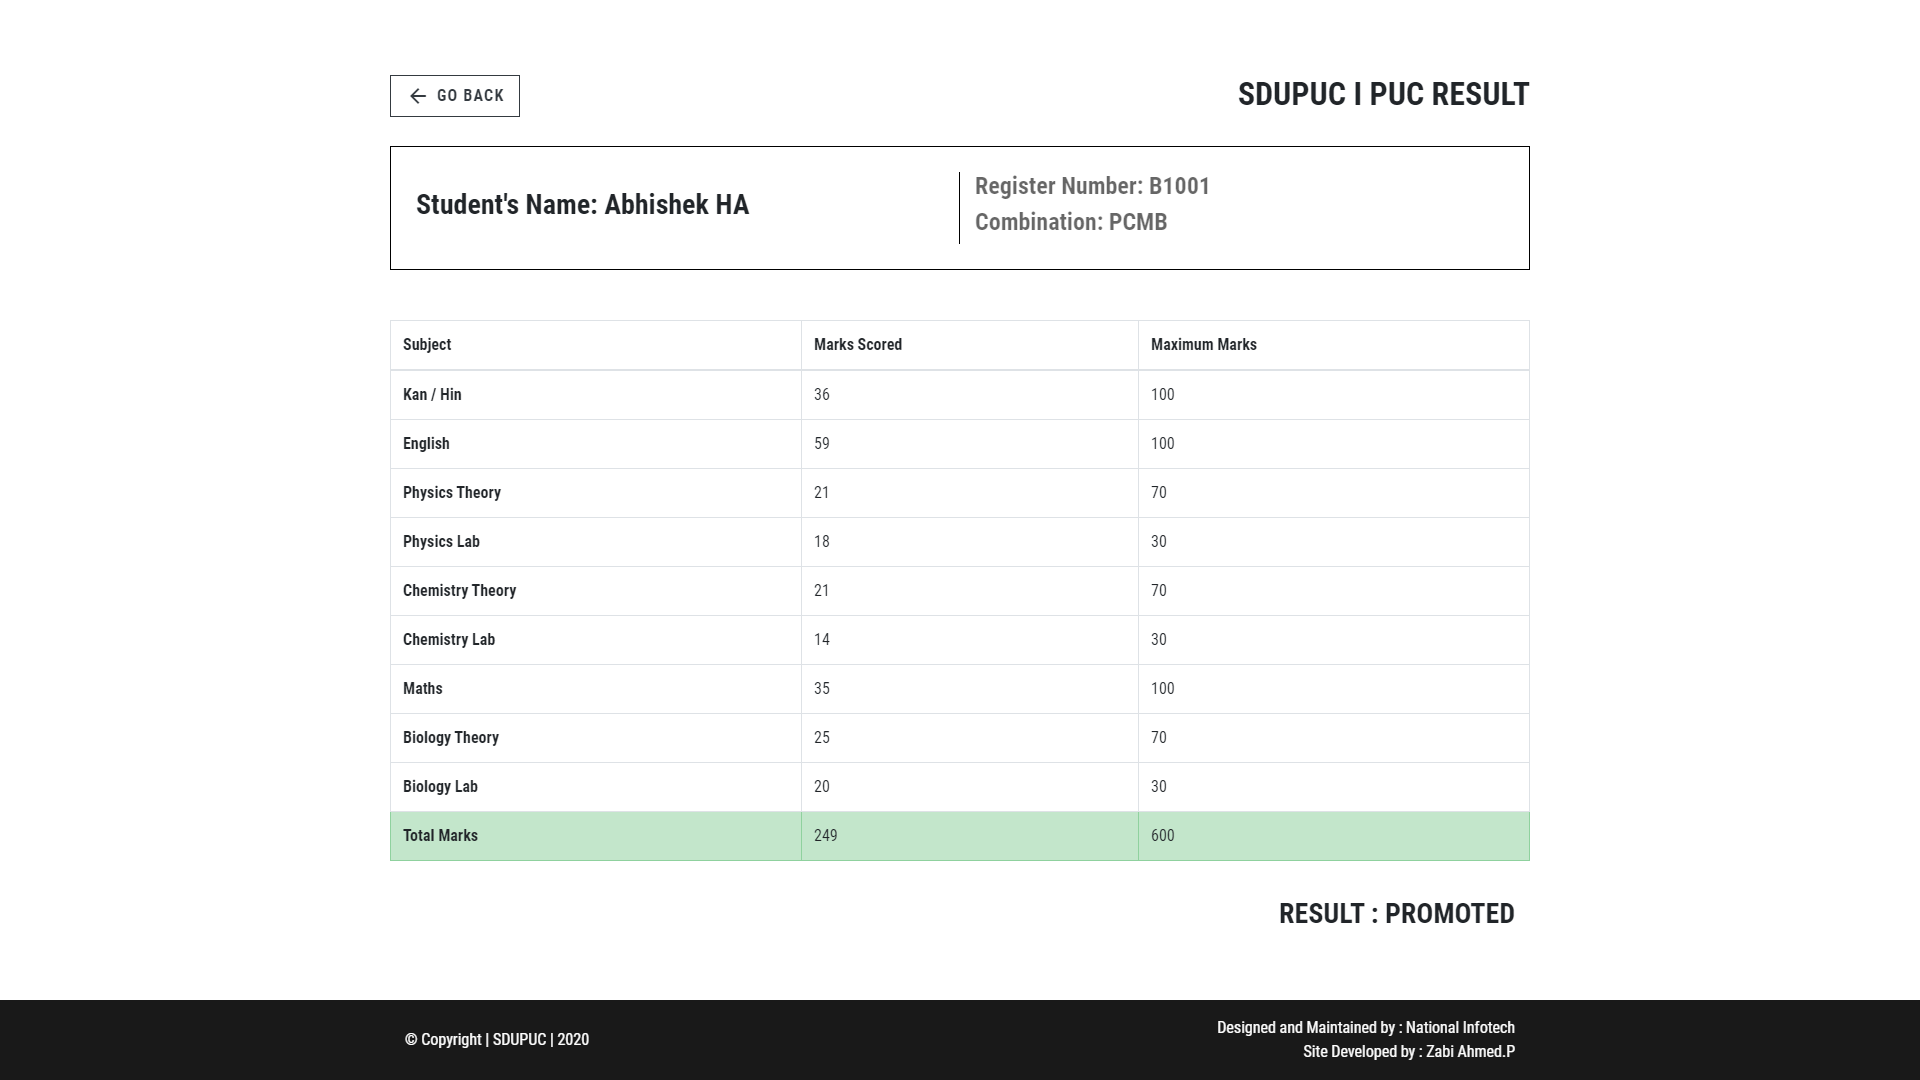 GO BACK
SDUPUC I PUC RESULT
Student's Name: Abhishek HA
Register Number: B1001
Combination: PCMB
Subject Marks Scored Maximum Marks
Kan / Hin 36 100
English 59 100
Physics Theory 21 70
Physics Lab 18 30
Chemistry Theory 21 70
Chemistry Lab 14 30
Maths 35 100
Biology Theory 25 70
Biology Lab 20 30
Total Marks 249 600
RESULT : PROMOTED
© Copyright | SDUPUC | 2020
Designed and Maintained by : National Infotech
Site Developed by : Zabi Ahmed.P